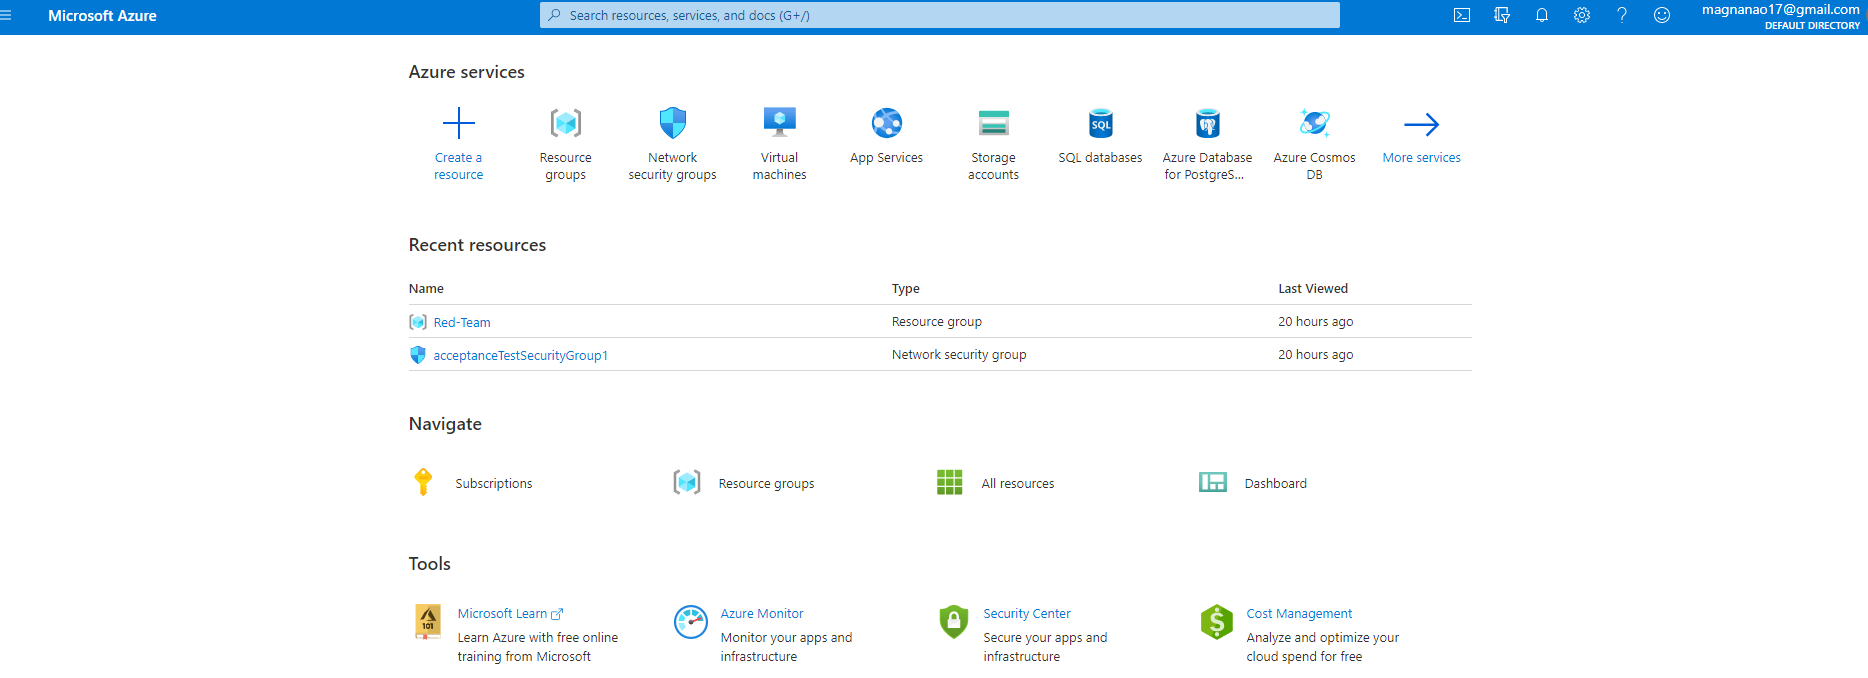 Microsoft Azure
Search resources, services, and docs (G+/)
magnanao17@gmail.com
DEFAULT DIRECTORY
Azure services
Create a
resource
Resource
groups
Network
security groups
Virtual
machines
App Services
Storage
accounts
SQL
SQL databases
Azure Database
for PostgreS...
Azure Cosmos
DB
More services
Recent resources
Name Type Last Viewed
Red-Team Resource group 20 hours ago
acceptanceTestSecurityGroup1 Network security group 20 hours ago
Navigate
Subscriptions Resource groups All resources Dashboard
Tools
101
Microsoft Learn
Learn Azure with free online
training from Microsoft
Azure Monitor
Monitor your apps and
infrastructure
Security Center
Secure your apps and
infrastructure
$
Cost Management
Analyze and optimize your
cloud spend for free